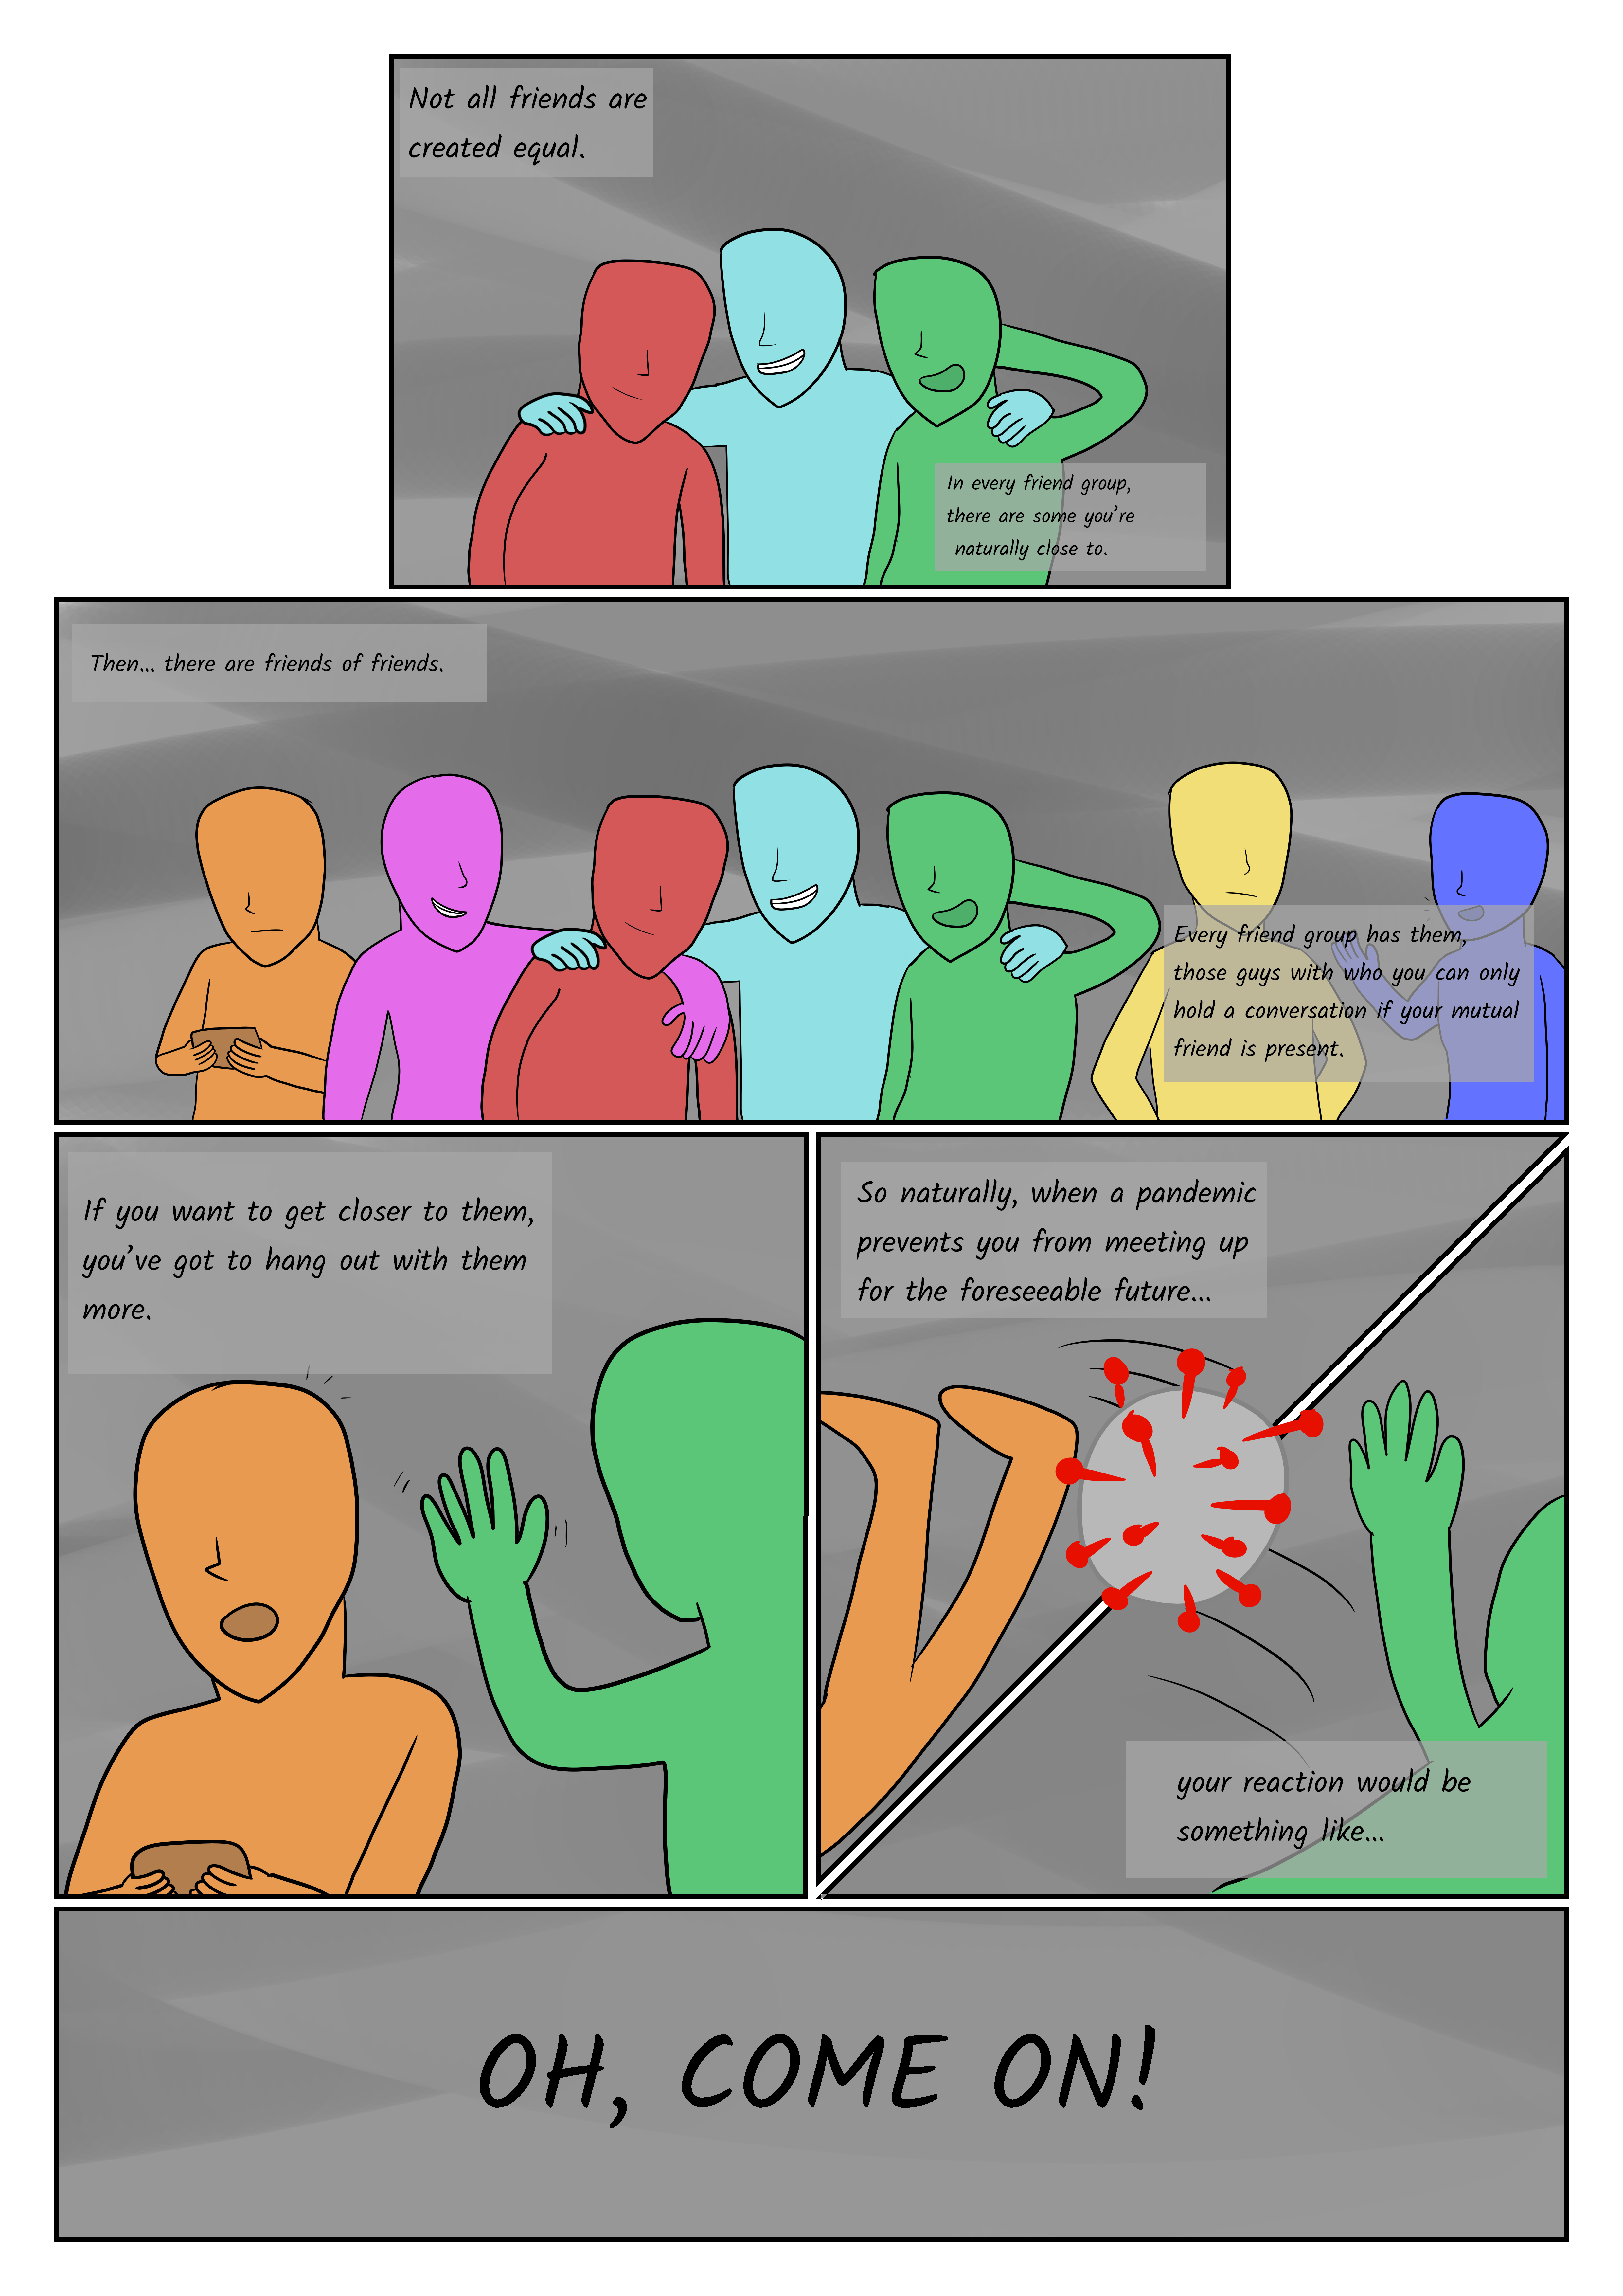 Not all friends are
created equal.
In every friend group,
there are some you're
naturally close to.
Then... there are friends of friends.
Every friend group has them,
those guys with who you can only
hold a conversation if your mutual
friend is present.
If you want to get closer to them,
you've got to hang out with them
more.
So naturally, when a pandemic
prevents you from meeting up
for the foreseeable future...
your reaction would be
something like...
OH, COME ON!